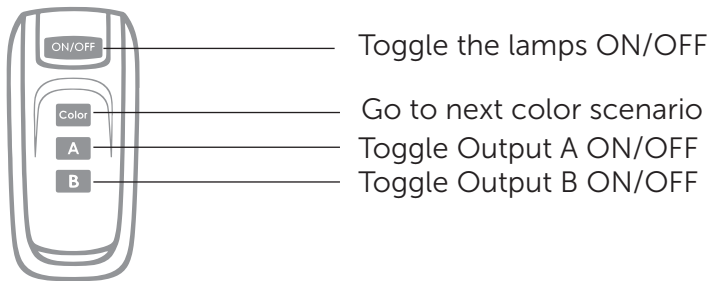 ON/OFF Toggle the lamps ON/OFF
Color Go to next color scenario
A Toggle Output A ON/OFF
B Toggle Output B ON/OFF